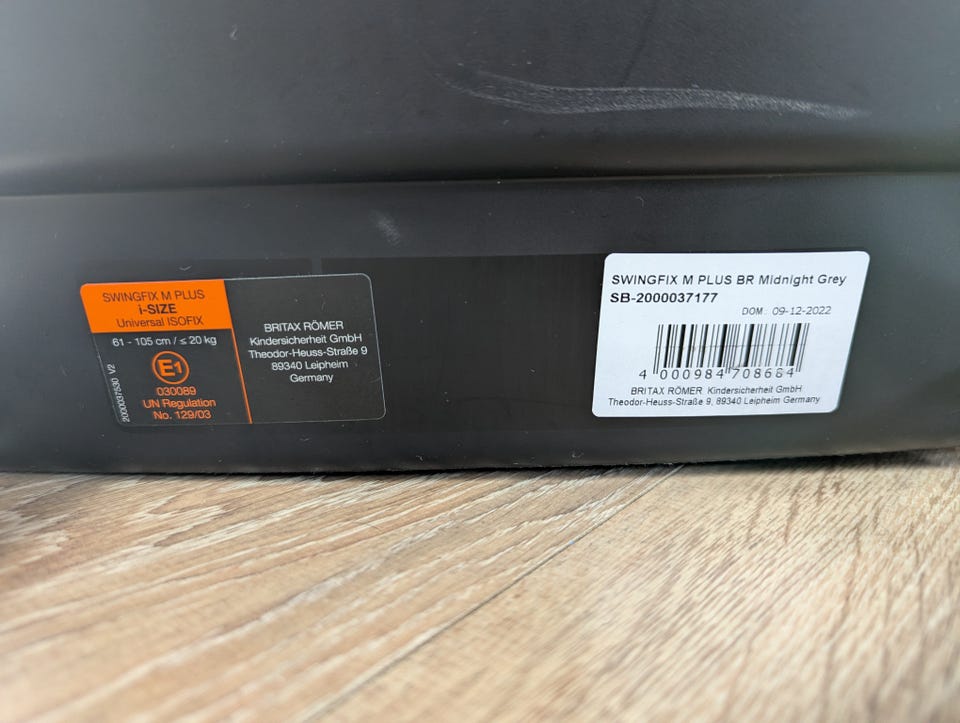 SWINGFIX M PLUS
i-SIZE
Universal ISOFIX
61 - 105 cm / ≤ 20 kg
E1
030089
UN Regulation
No. 129/03
2000037530 V2
BRITAX RÖMER
Kindersicherheit GmbH
Theodor-Heuss-Straße 9
89340 Leipheim
Germany
SWINGFIX M PLUS BR Midnight Grey
SB-2000037177
DOM: 09-12-2022
4 000984 708684
BRITAX RÖMER Kindersicherheit GmbH
Theodor-Heuss-Straße 9, 89340 Leipheim Germany